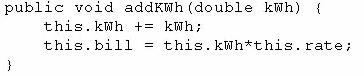 public void addKWh(double kWh) {
    this.kWh += kWh;
    this.bill = this.kWh*this.rate;
}